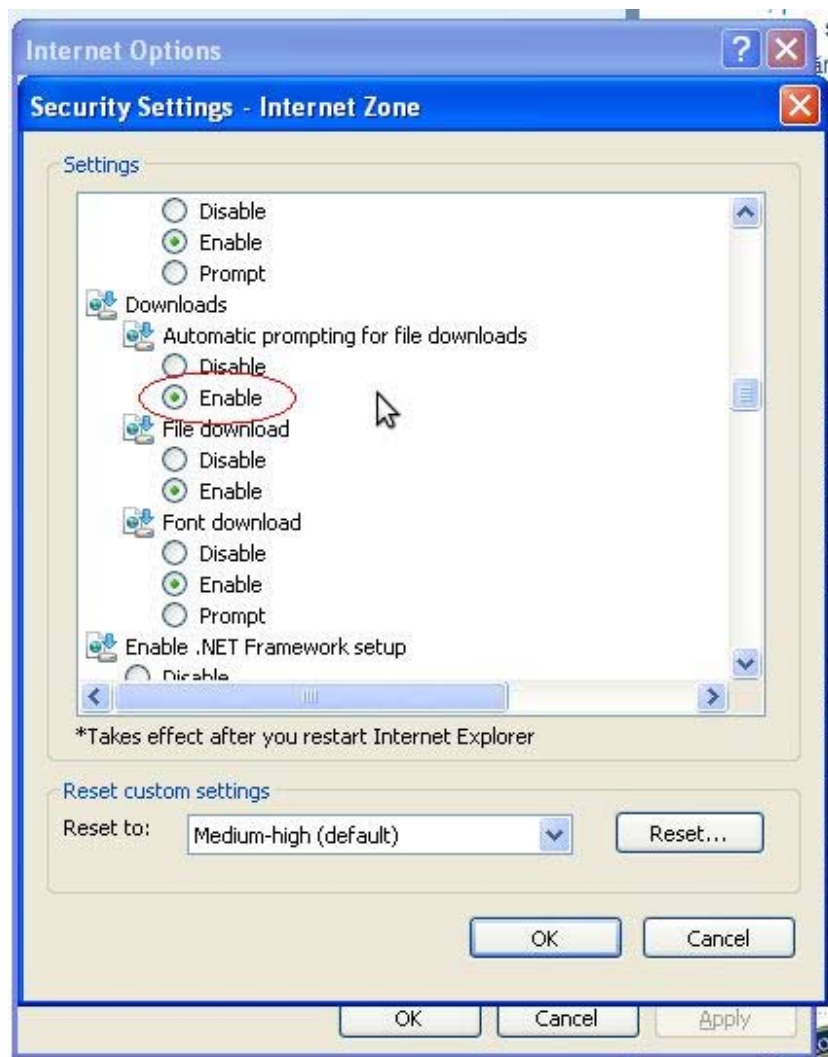 Internet Options
Security Settings - Internet Zone
Settings
Disable
Enable
Prompt
Downloads
Automatic prompting for file downloads
Disable
Enable
File download
Disable
Enable
Font download
Disable
Enable
Prompt
Enable .NET Framework setup
Disable
*Takes effect after you restart Internet Explorer
Reset custom settings
Reset to:
Medium-high (default)
Reset...
OK
Cancel
OK
Cancel
Apply